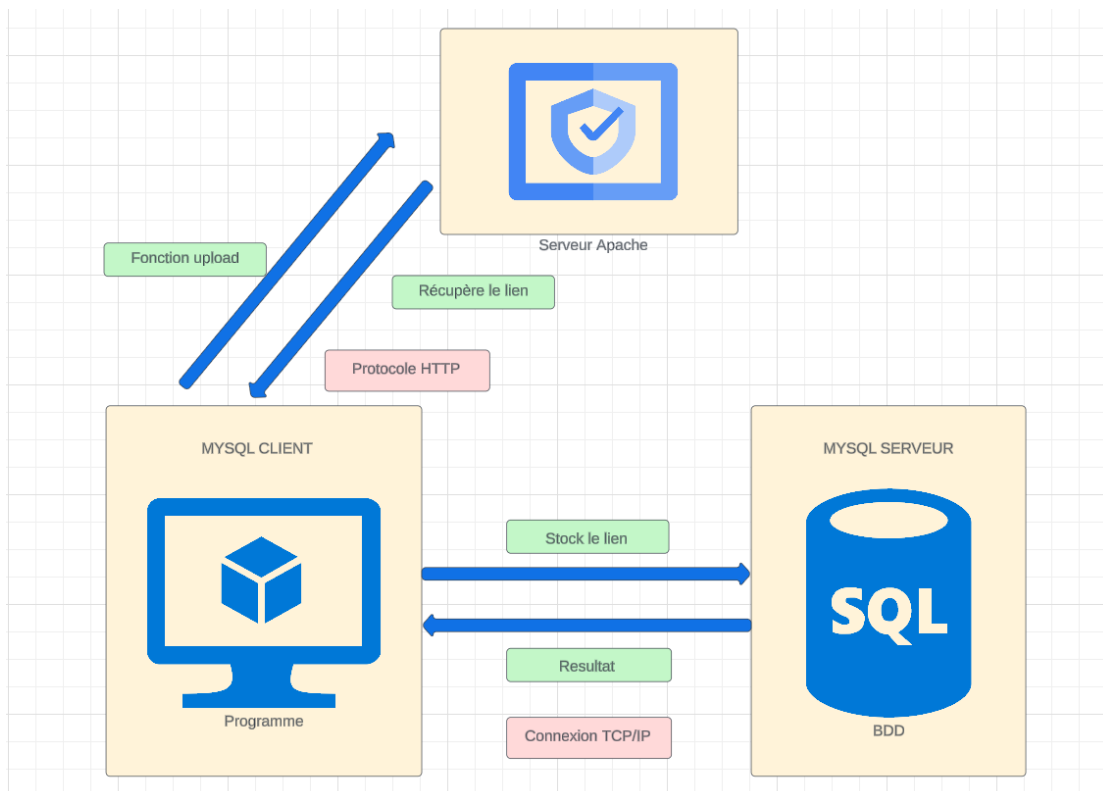 Serveur Apache
Fonction upload
Récupère le lien
Protocole HTTP
MYSQL CLIENT
Programme
Stock le lien
Resultat
Connexion TCP/IP
MYSQL SERVEUR
SQL
BDD